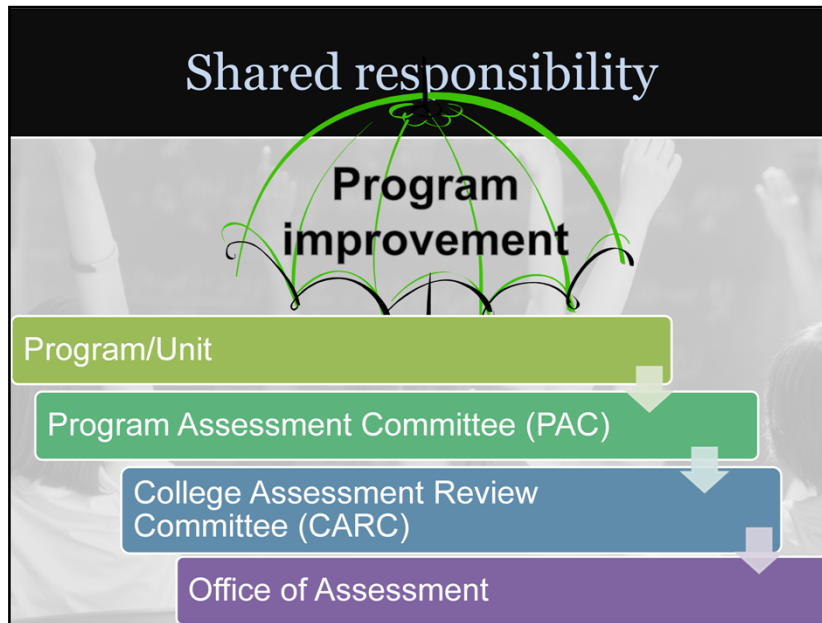 Shared responsibility
Program
improvement
Program/Unit
Program Assessment Committee (PAC)
College Assessment Review
Committee (CARC)
Office of Assessment